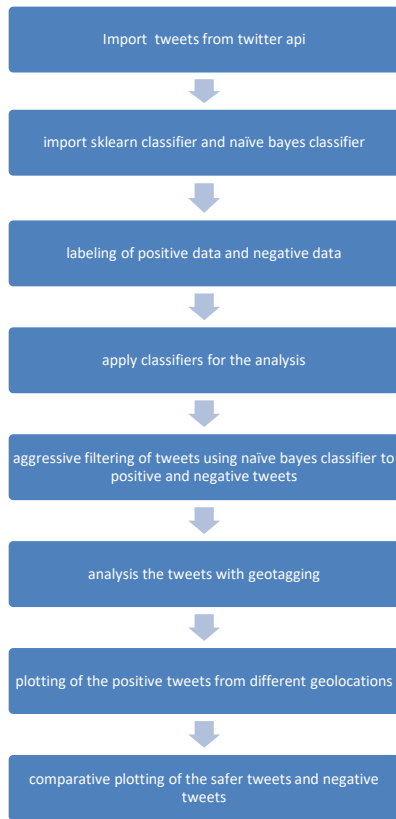 Import  tweets from twitter api
import sklearn classifier and naïve bayes classifier
labeling of positive data and negative data
apply classifiers for the analysis
aggressive filtering of tweets using naïve bayes classifier to
positive and negative tweets
analysis the tweets with geotagging
plotting of the positive tweets from different geolocations
comparative plotting of the safer tweets and negative
tweets